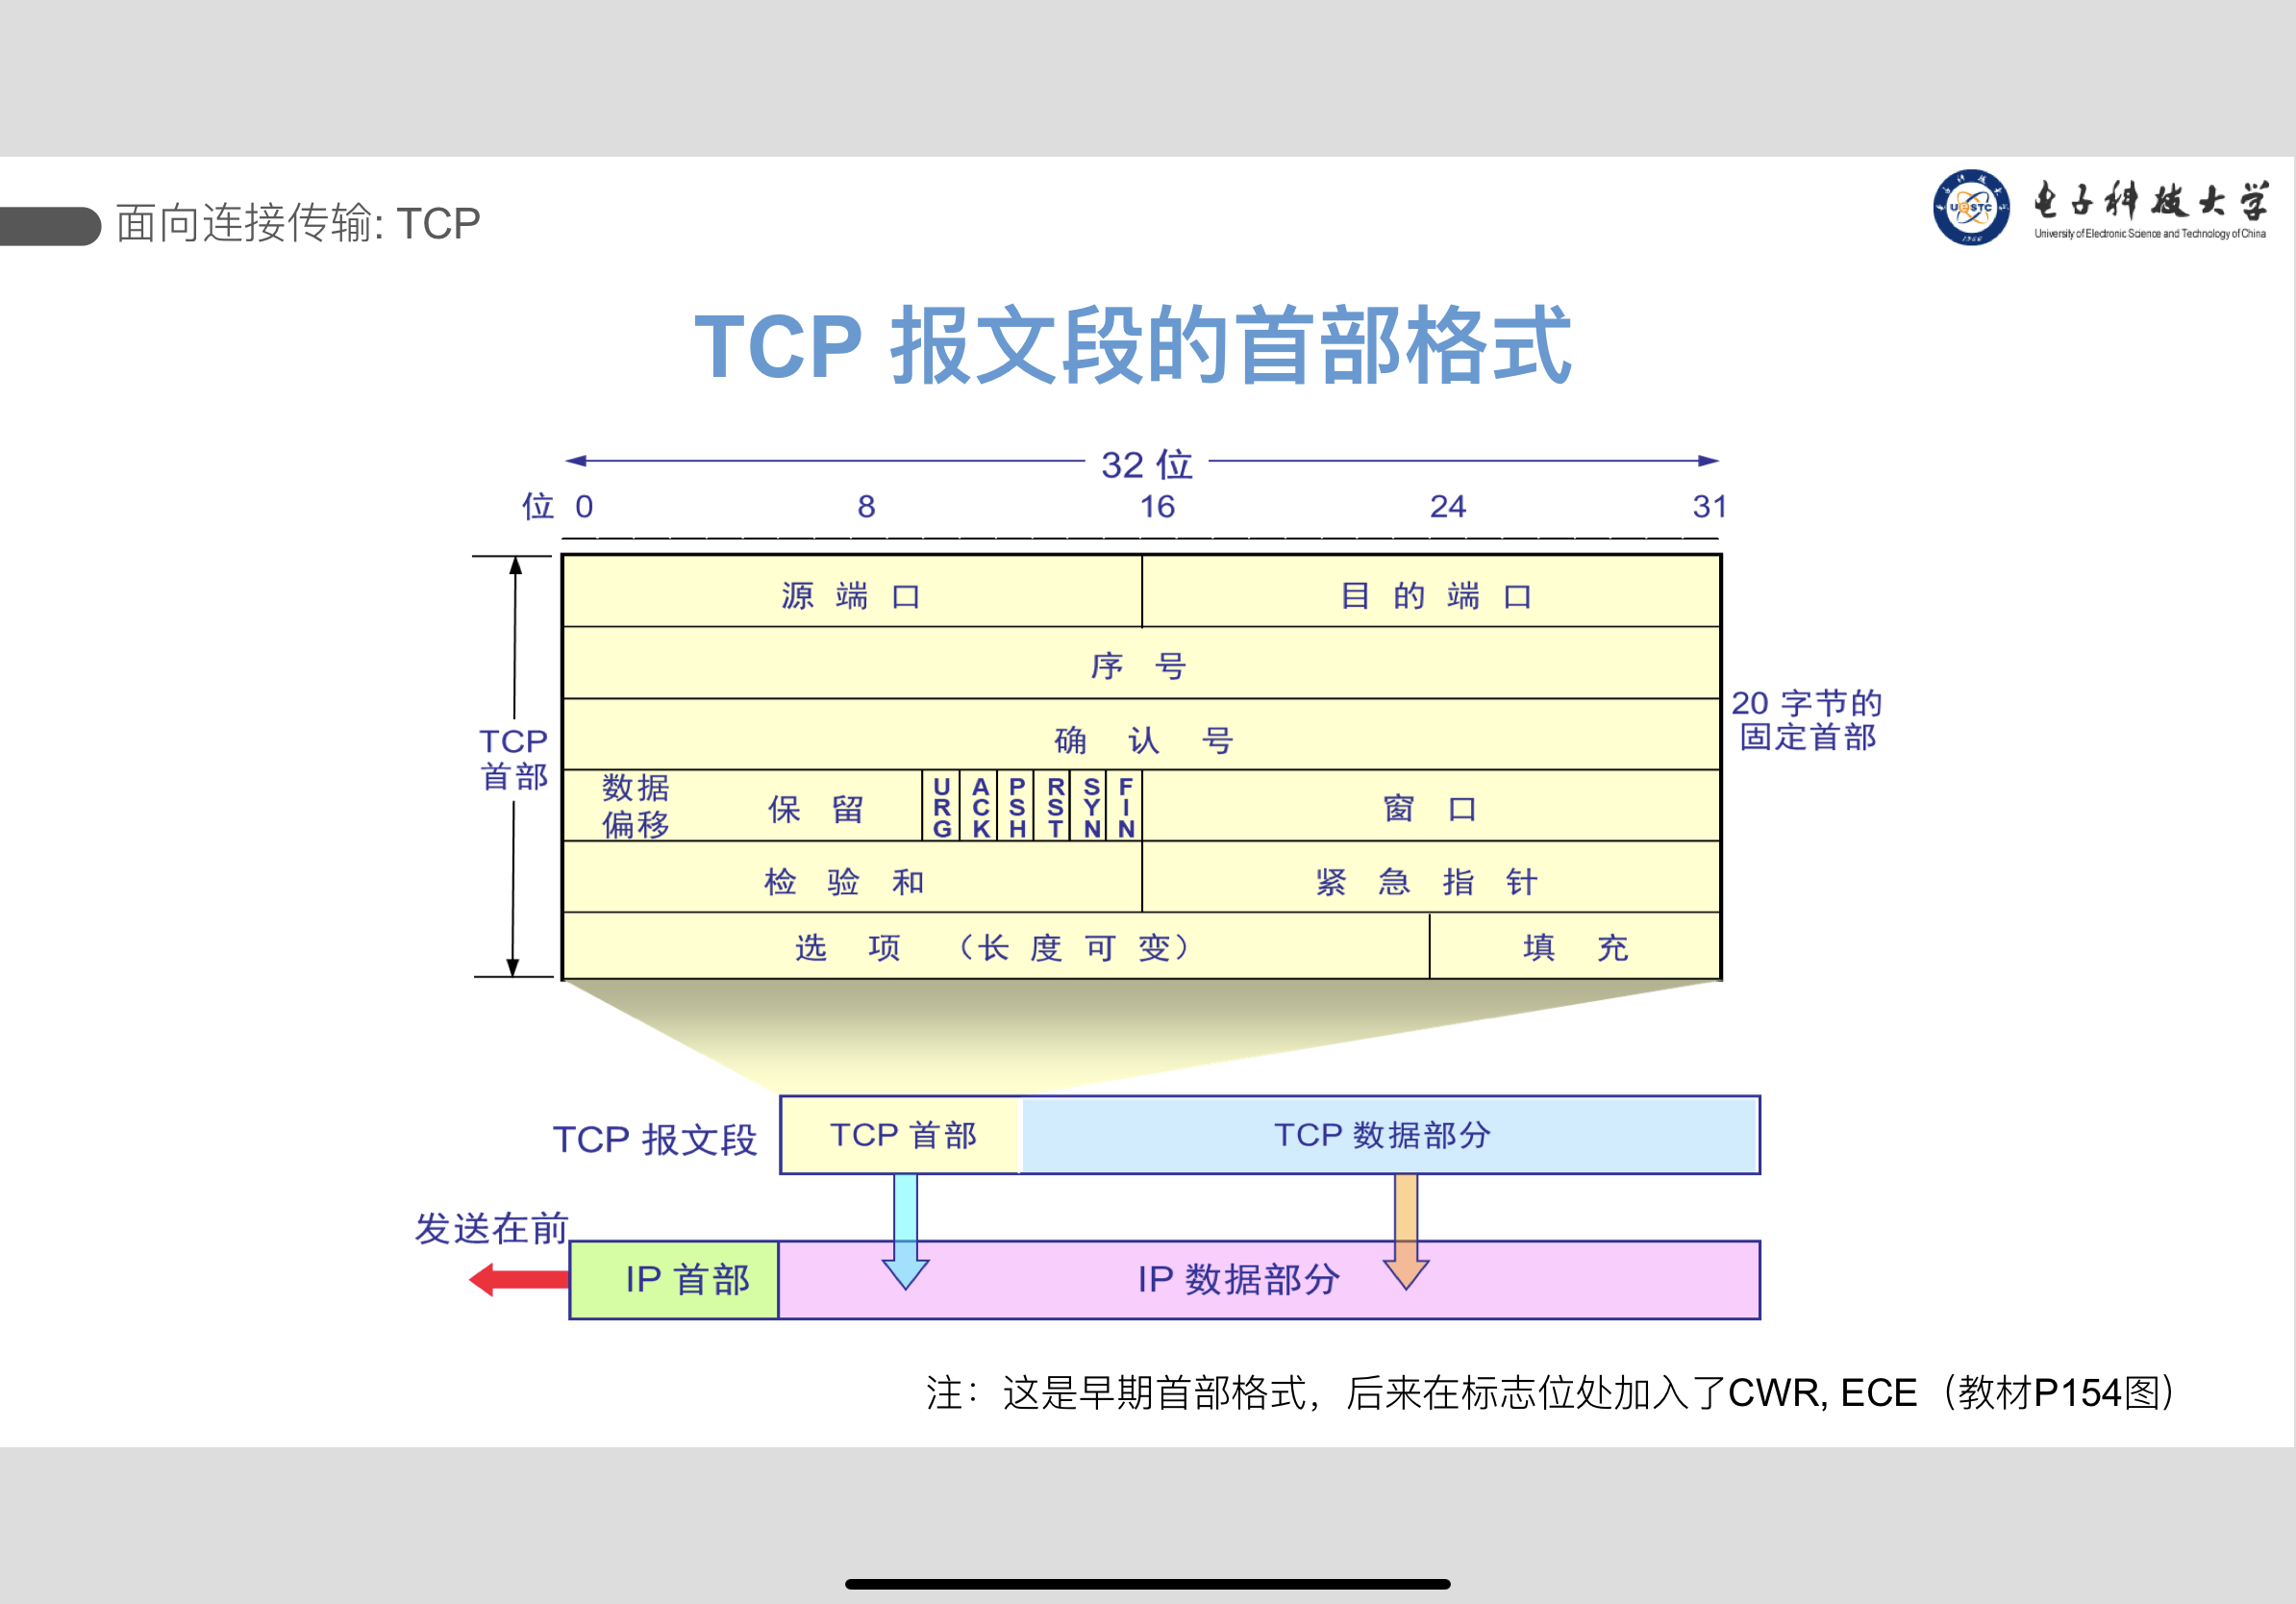 面向连接传输: TCP
电子科技大学
University of Electronic Science and Technology of China
TCP 报文段的首部格式
32 位
位 0 8 16 24 31
源端口 目的端口
序号
20 字节的
固定首部
TCP
首部
确认号
数据
偏移
保留
URG ACK PSH RST SYN FIN
窗口
检验和 紧急指针
选项 （长度可变） 填充
TCP 报文段 TCP 首部 TCP 数据部分
发送在前
IP 首部 IP 数据部分
注：这是早期首部格式，后来在标志位处加入了CWR, ECE（教材P154图）